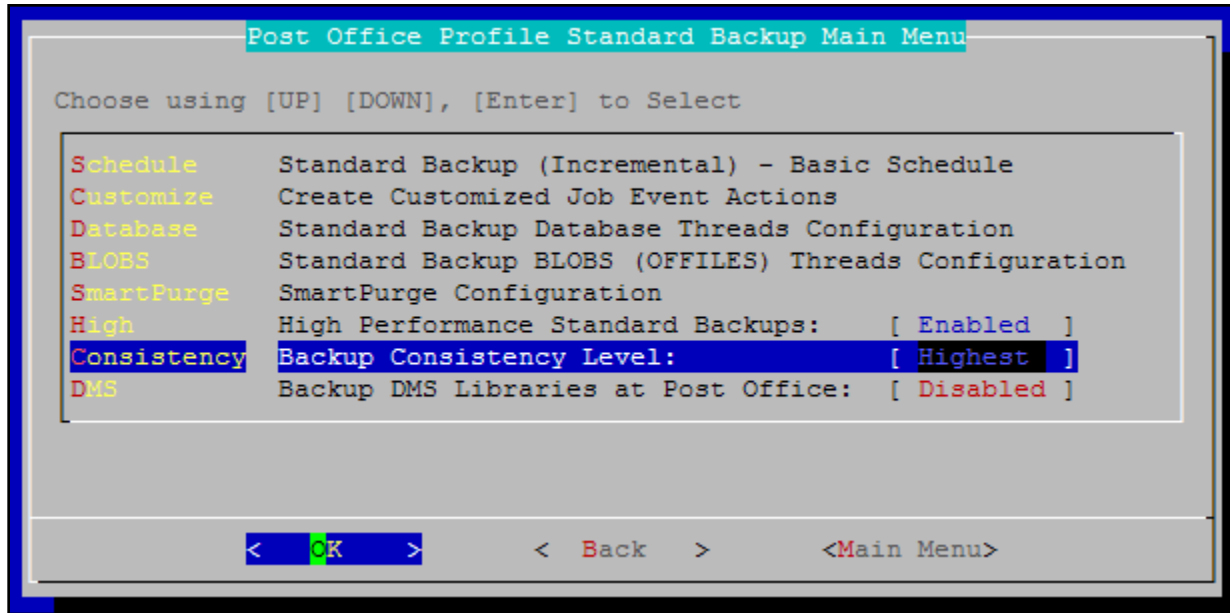 Post Office Profile Standard Backup Main Menu
Choose using [UP] [DOWN], [Enter] to Select
Schedule Standard Backup (Incremental) - Basic Schedule
Customize Create Customized Job Event Actions
Database Standard Backup Database Threads Configuration
BLOBS Standard Backup BLOBS (OFFILES) Threads Configuration
SmartPurge SmartPurge Configuration
High High Performance Standard Backups: [ Enabled ]
Consistency Backup Consistency Level: [ Highest ]
DMS Backup DMS Libraries at Post Office: [ Disabled ]
< OK > < Back > <Main Menu>